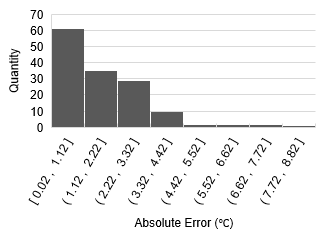 70
60
50
40
30
20
10
0
Quantity
[ 0.02 , 1.12 ]
( 1.12 , 2.22 ]
( 2.22 , 3.32 ]
( 3.32 , 4.42 ]
( 4.42 , 5.52 ]
( 5.52 , 6.62 ]
( 6.62 , 7.72 ]
( 7.72 , 8.82 ]
Absolute Error (℃)